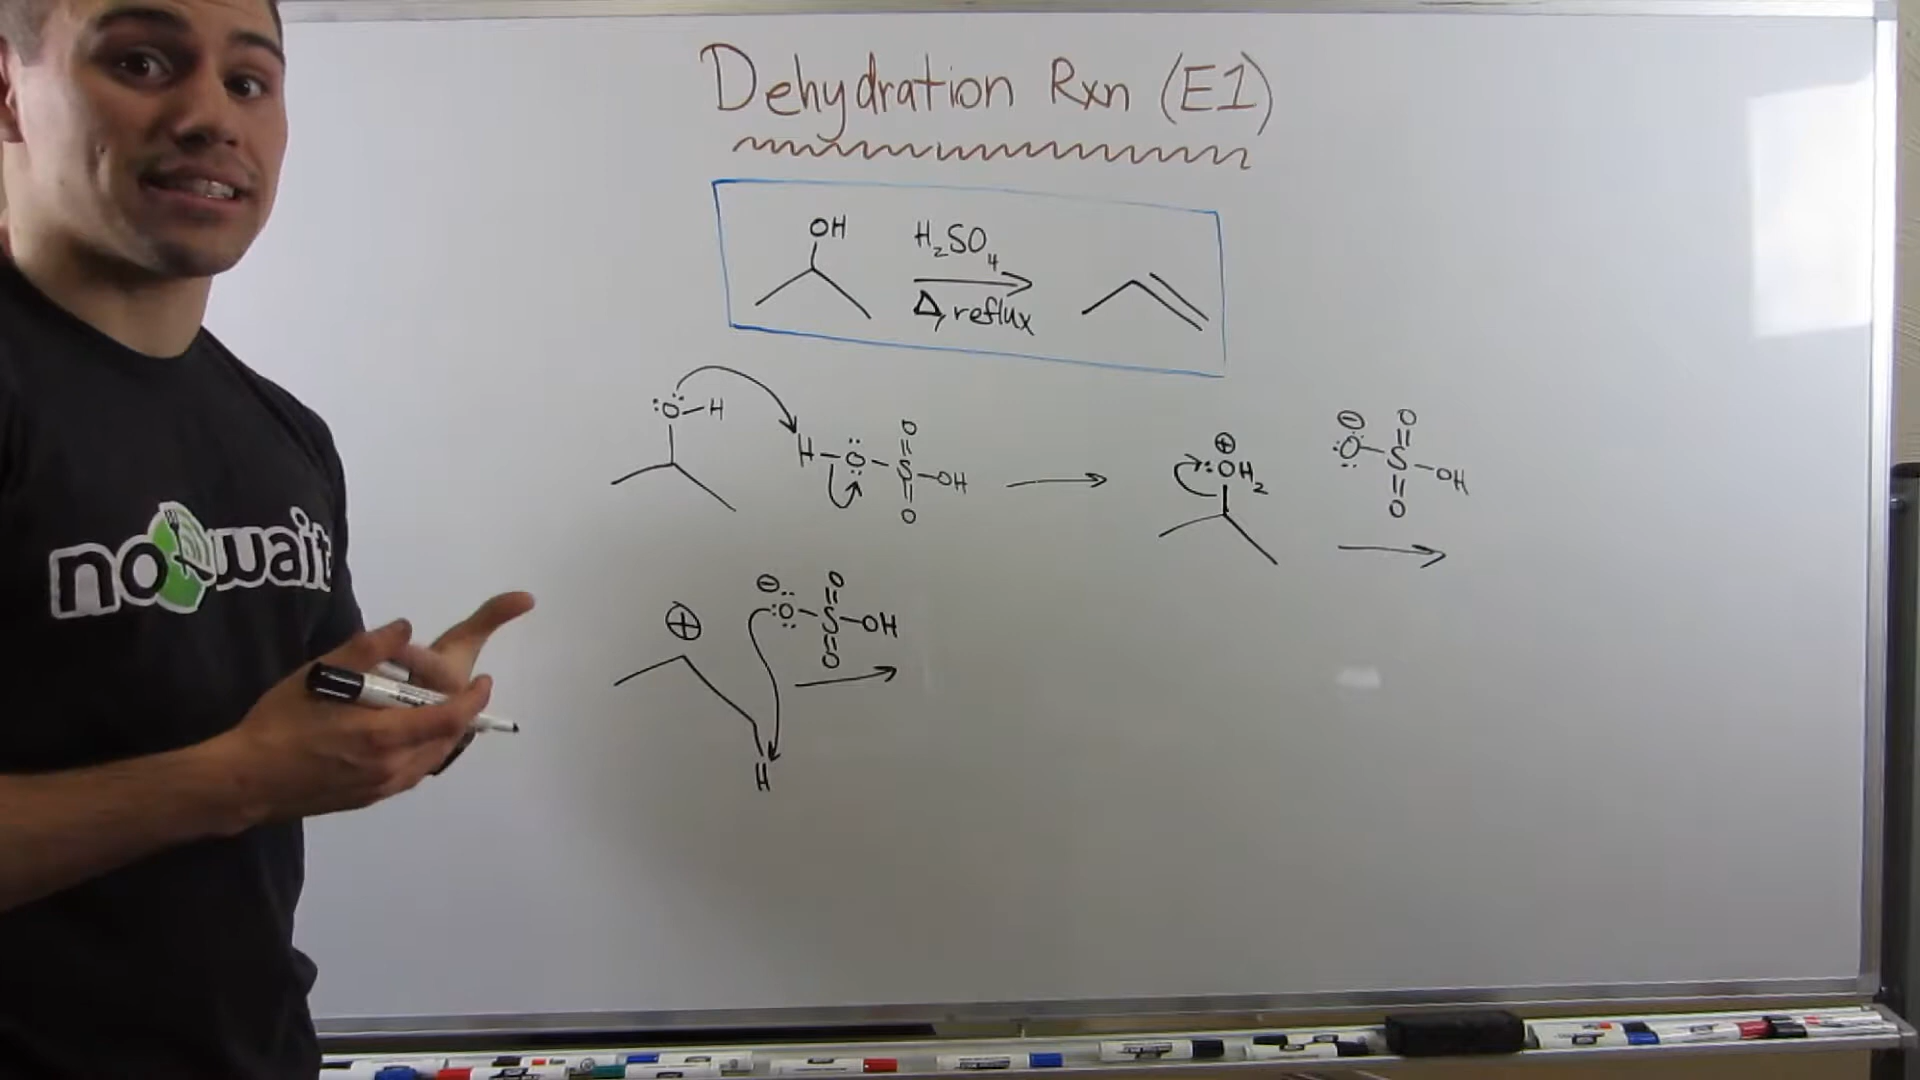 Dehydration Rxn (E1)
OH
H₂SO₄
Δ, reflux
:Ö-H
H-Ö-S-OH
O
O
⊕
:OH₂
⊖
:Ö-S-OH
O
O
⊕
⊖
:Ö-S-OH
O
O
H
nowait